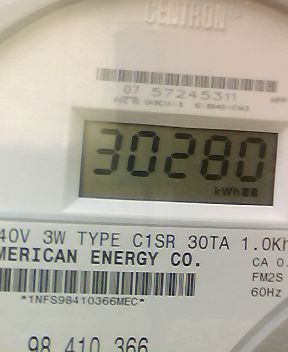 CENTRON®
07 57245311
30280
kWh
40V 3W TYPE C1SR 30TA 1.0Kh
MERICAN ENERGY CO.
CA 0.
FM2S
60Hz
*1NFS98410366MEC*
98 410 366